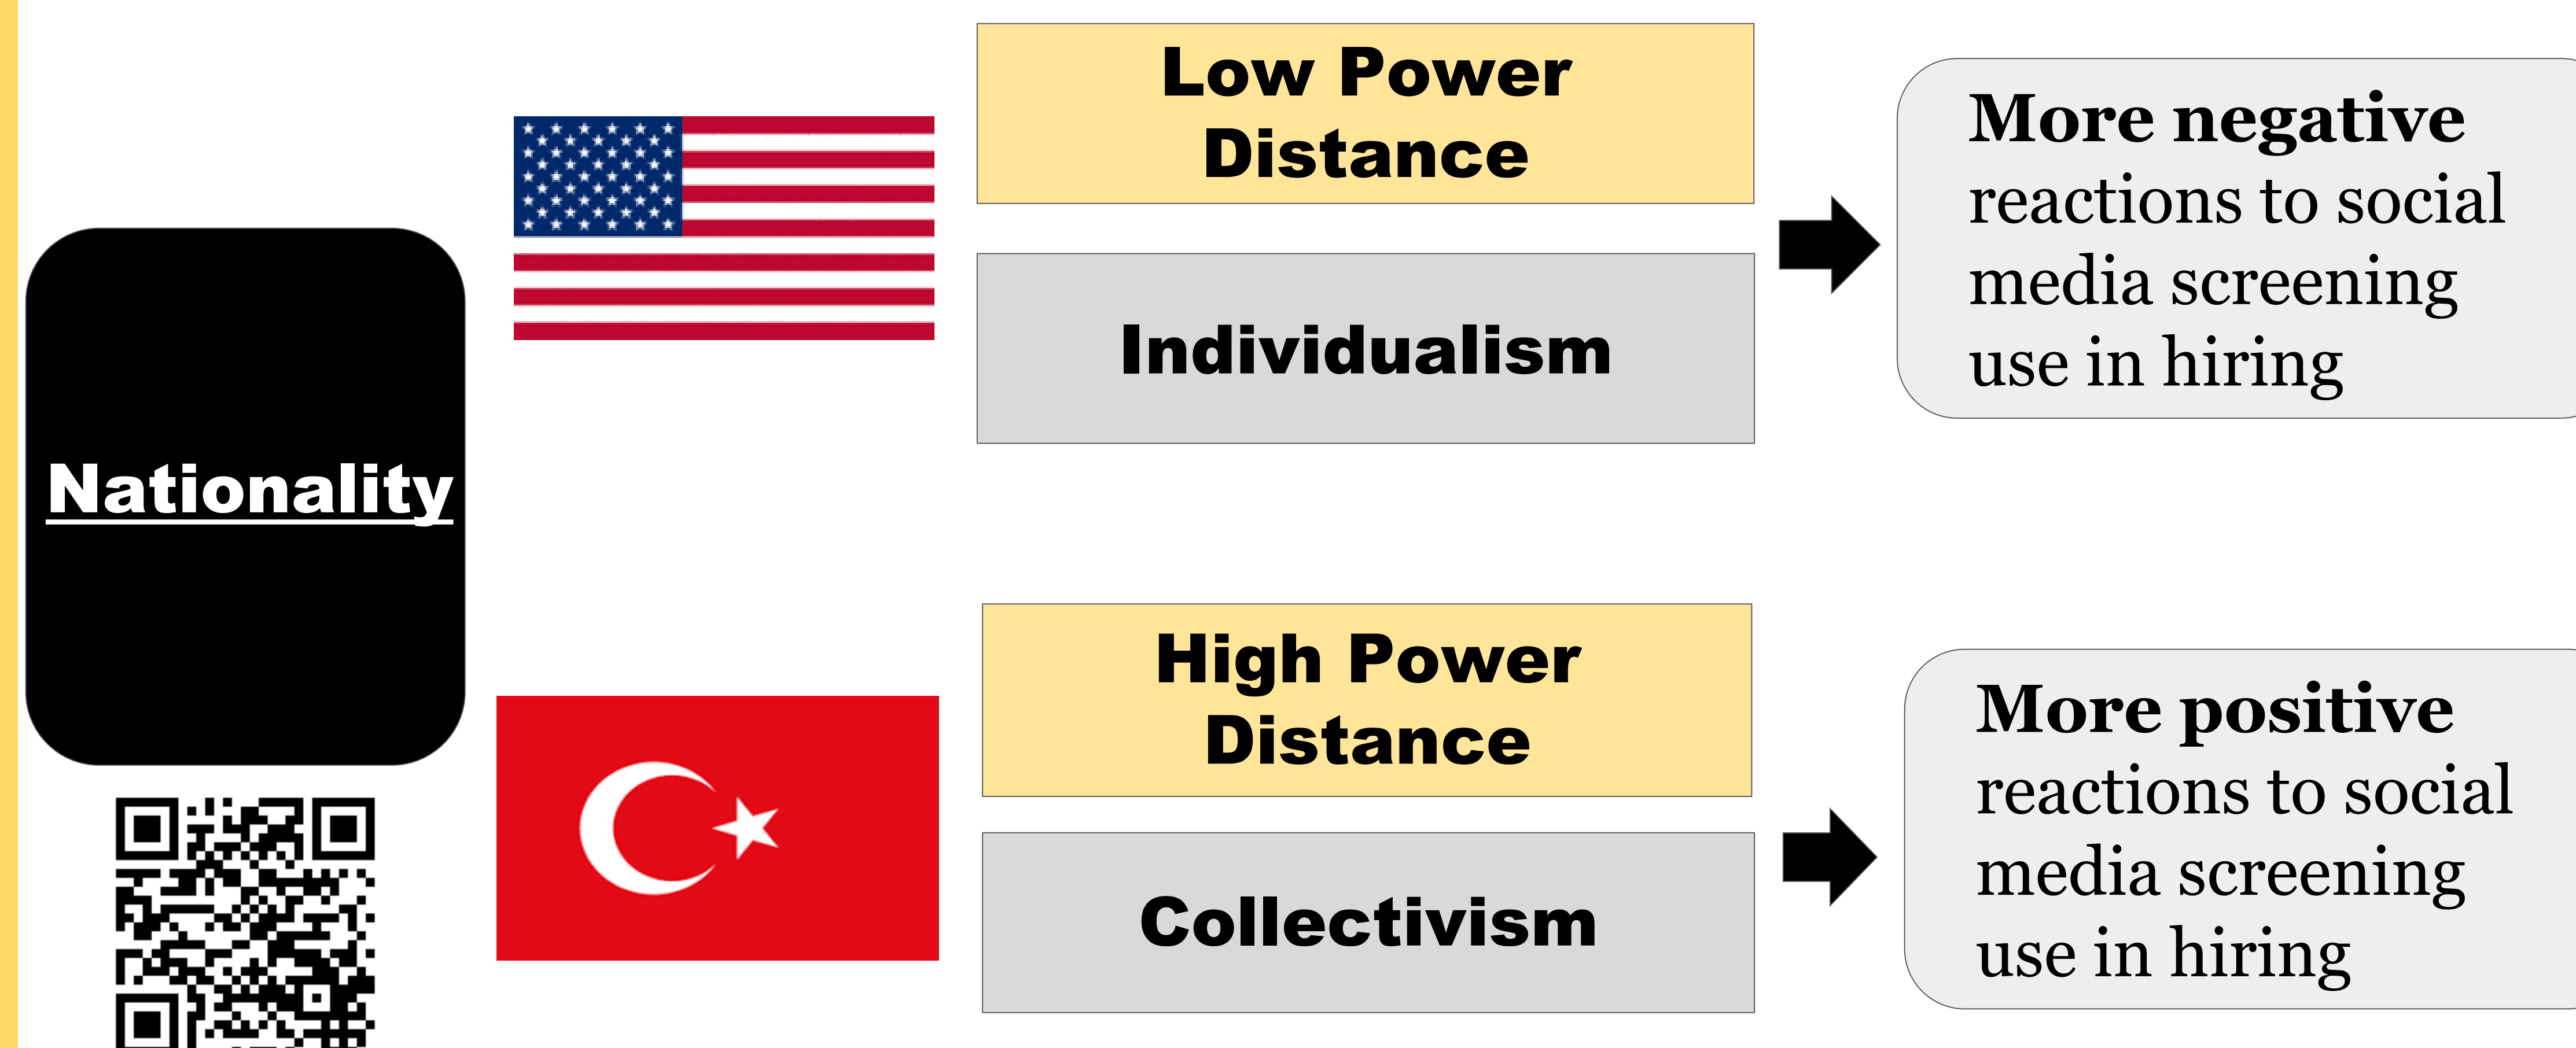 Nationality
Low Power
Distance
Individualism
More negative
reactions to social
media screening
use in hiring
High Power
Distance
Collectivism
More positive
reactions to social
media screening
use in hiring